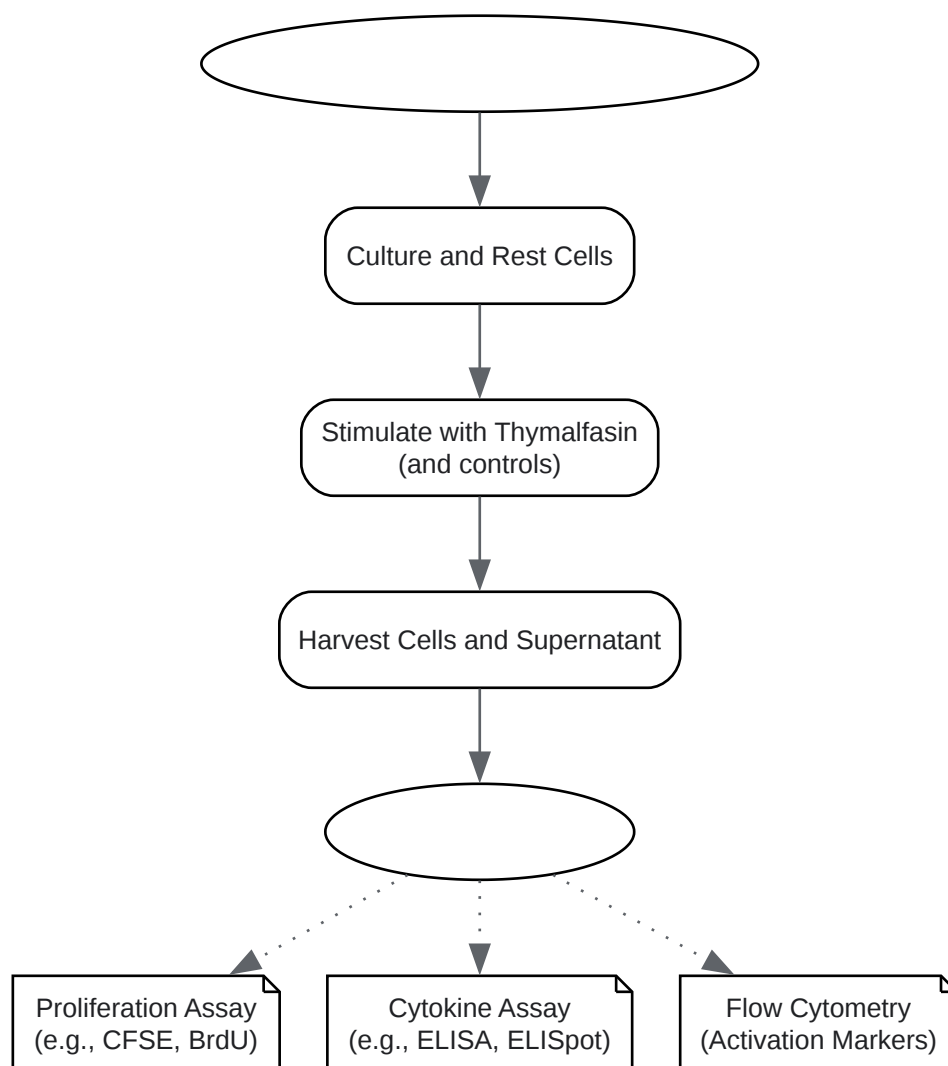 Culture and Rest Cells
Stimulate with Thymalfasin
(and controls)
Harvest Cells and Supernatant
Proliferation Assay
(e.g., CFSE, BrdU)
Cytokine Assay
(e.g., ELISA, ELISpot)
Flow Cytometry
(Activation Markers)